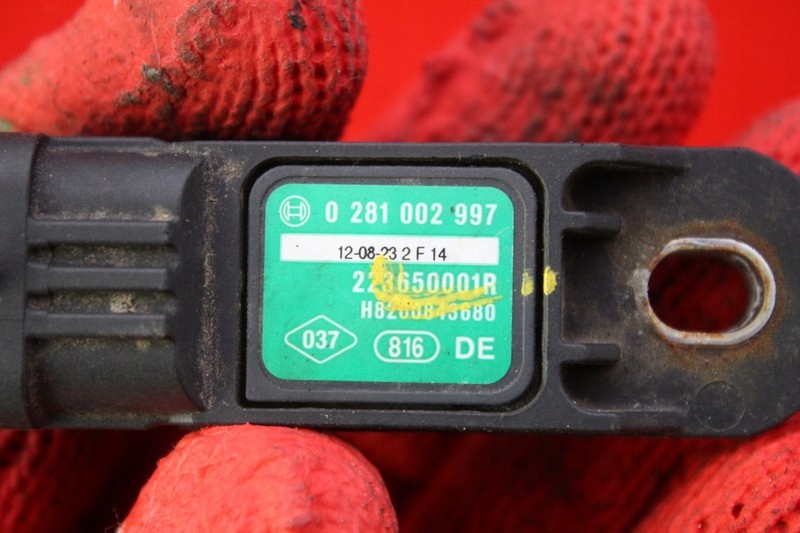 0 281 002 997
12-08-23 2 F 14
223650001R
H8200843680
037 816 DE